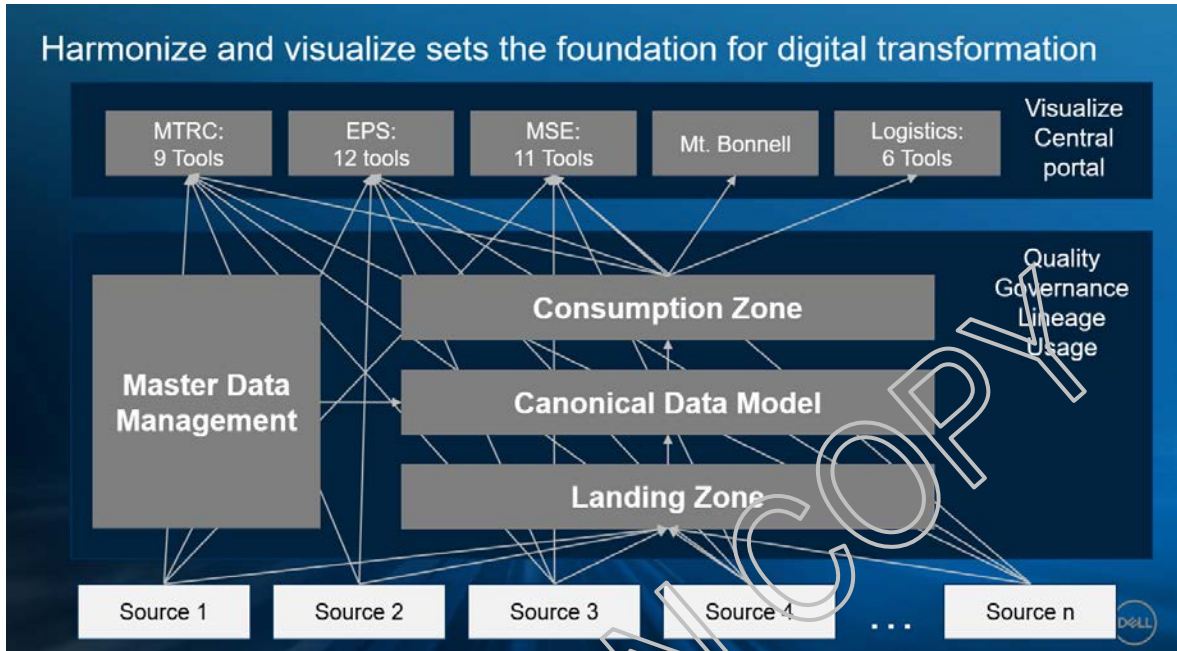 Harmonize and visualize sets the foundation for digital transformation
MTRC:
9 Tools
EPS:
12 tools
MSE:
11 Tools
Mt. Bonnell
Logistics:
6 Tools
Visualize
Central
portal
Quality
Governance
Lineage
Usage
Master Data
Management
Consumption Zone
Canonical Data Model
Landing Zone
Source 1
Source 2
Source 3
Source 4
...
Source n
DELL
N COPY